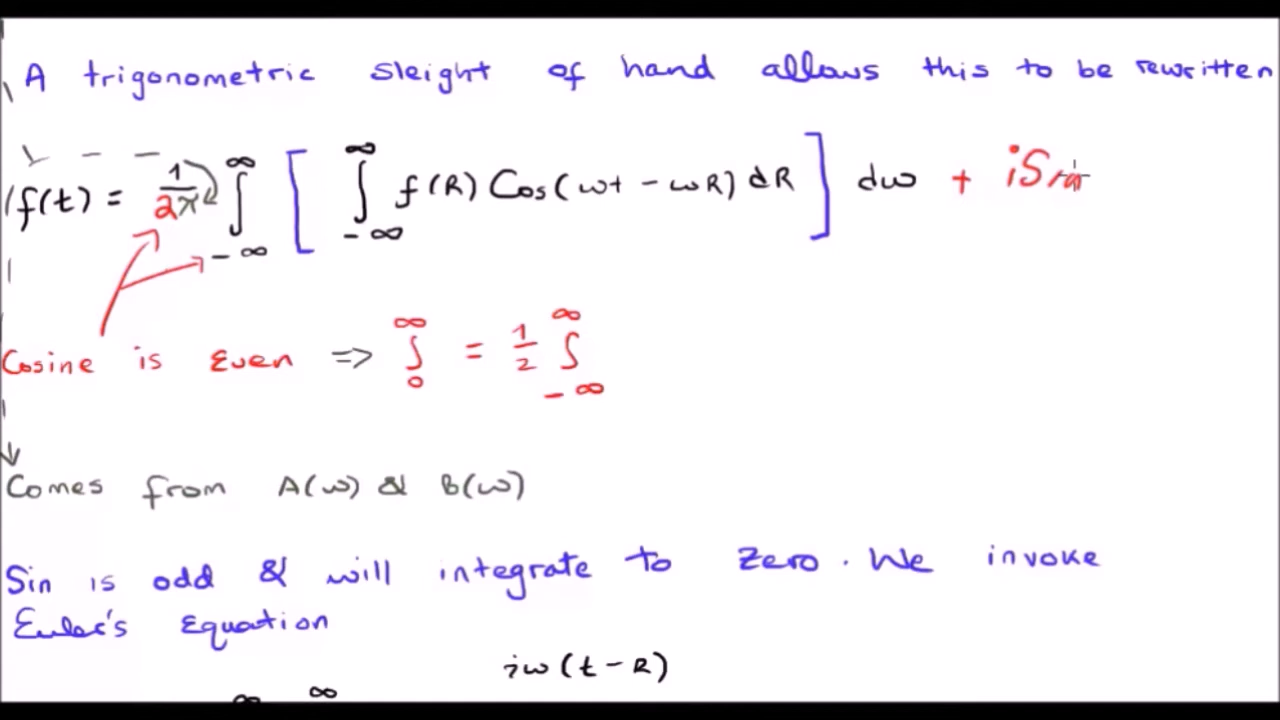 A trigonometric sleight of hand allows this to be rewritten
f(t) = 1/2π ∫_{-∞}^{∞} [ ∫_{-∞}^{∞} f(R) Cos(ωt - ωR) dR ] dω + i Sin
Cosine is Even => ∫_0^∞ = 1/2 ∫_{-∞}^{∞}
Comes from A(ω) & B(ω)
Sin is odd & will integrate to Zero. We invoke
Euler's Equation
iω(t-R)
∞ ∞